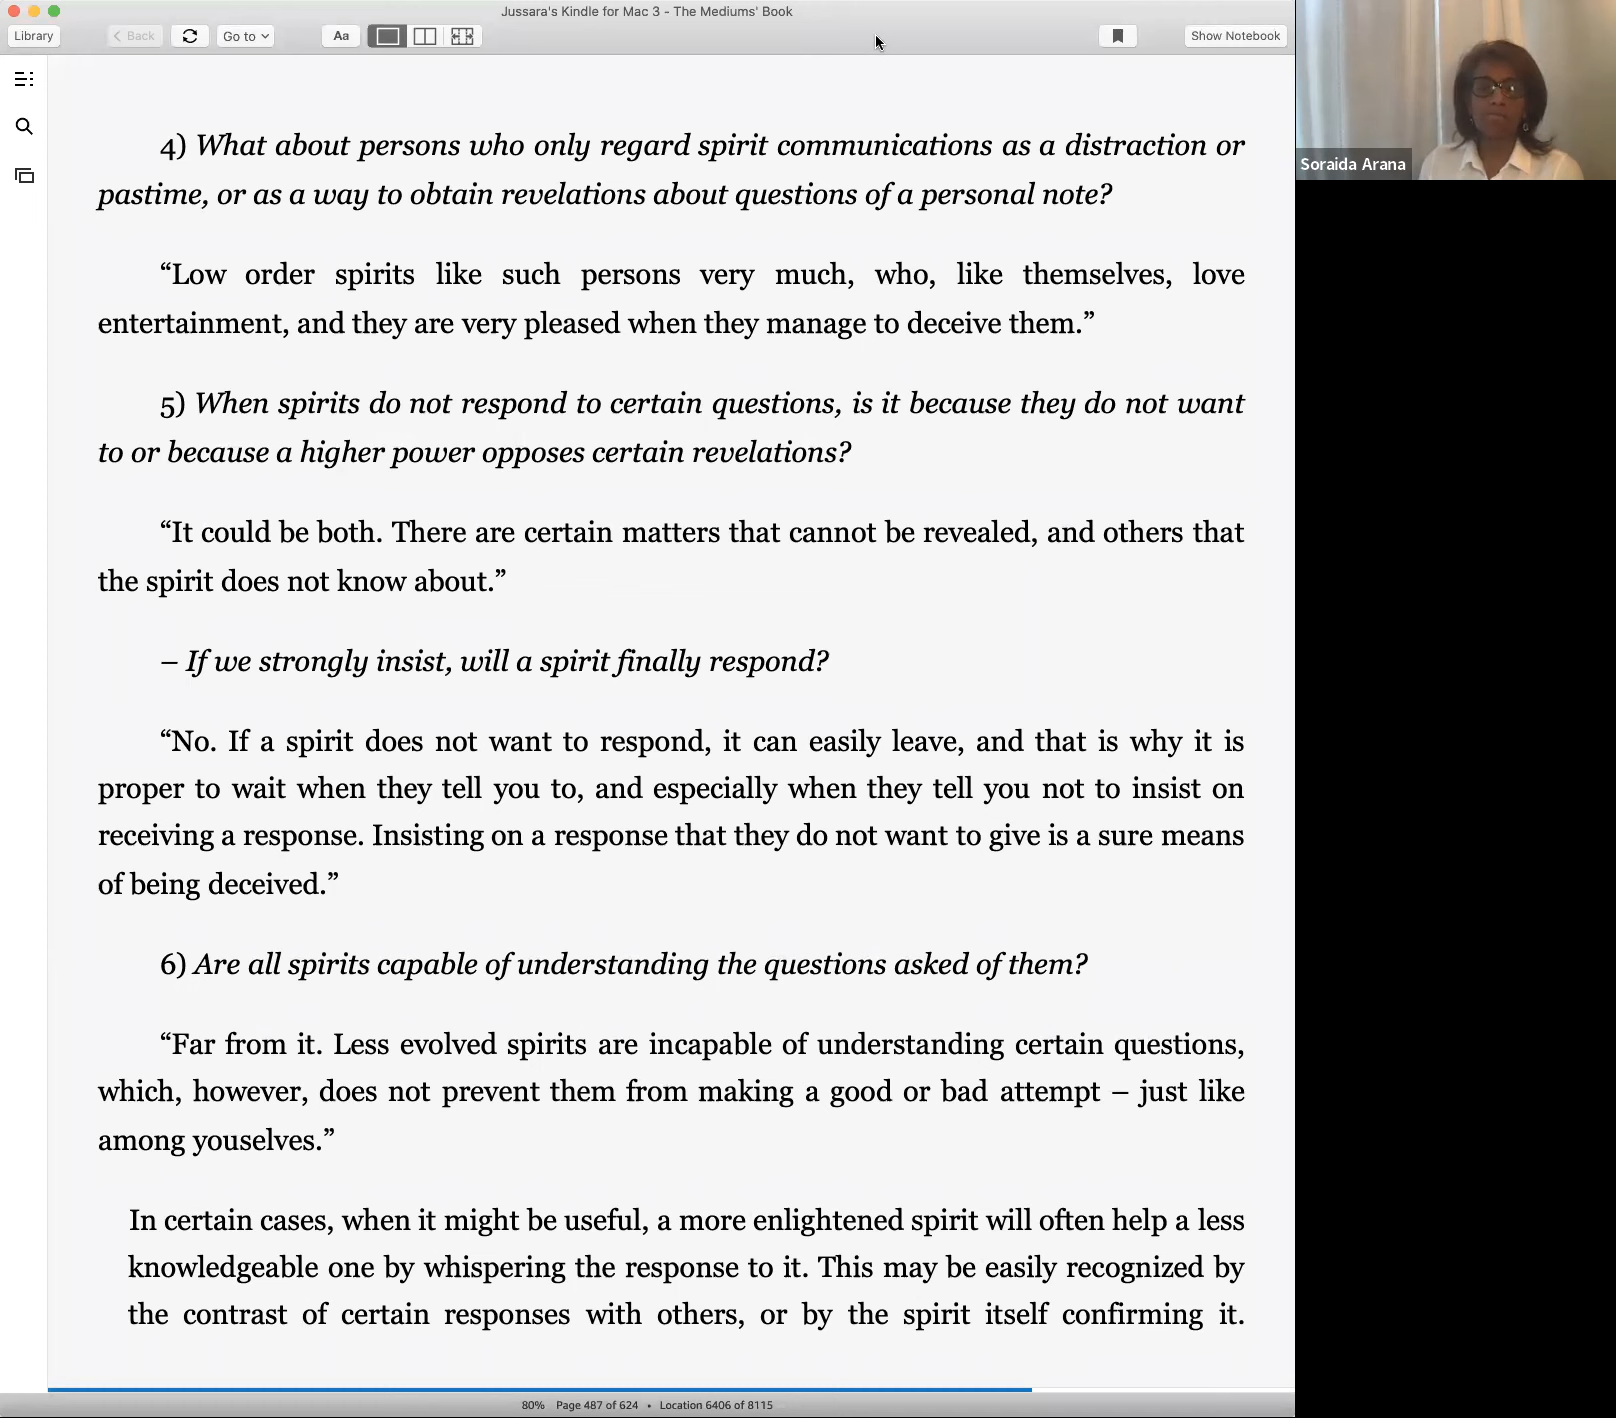 Jussara's Kindle for Mac 3 - The Mediums' Book
Library
Back
Go to
Aa
Show Notebook
4) What about persons who only regard spirit communications as a distraction or
pastime, or as a way to obtain revelations about questions of a personal note?
“Low order spirits like such persons very much, who, like themselves, love
entertainment, and they are very pleased when they manage to deceive them.”
5) When spirits do not respond to certain questions, is it because they do not want
to or because a higher power opposes certain revelations?
“It could be both. There are certain matters that cannot be revealed, and others that
the spirit does not know about.”
– If we strongly insist, will a spirit finally respond?
“No. If a spirit does not want to respond, it can easily leave, and that is why it is
proper to wait when they tell you to, and especially when they tell you not to insist on
receiving a response. Insisting on a response that they do not want to give is a sure means
of being deceived.”
6) Are all spirits capable of understanding the questions asked of them?
“Far from it. Less evolved spirits are incapable of understanding certain questions,
which, however, does not prevent them from making a good or bad attempt – just like
among youselves.”
In certain cases, when it might be useful, a more enlightened spirit will often help a less
knowledgeable one by whispering the response to it. This may be easily recognized by
the contrast of certain responses with others, or by the spirit itself confirming it.
80% Page 487 of 624 • Location 6406 of 8115
Soraida Arana